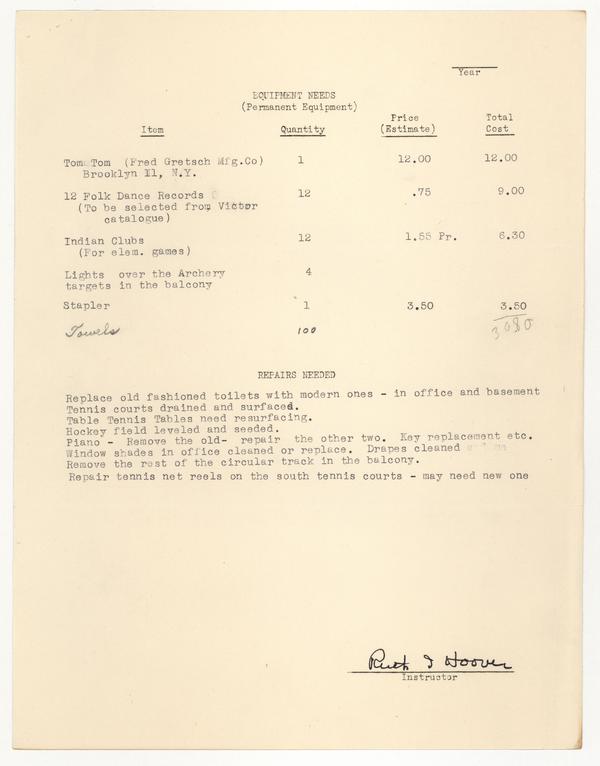 Year
EQUIPMENT NEEDS
(Permanent Equipment)
Item Quantity Price (Estimate) Total Cost
Tom Tom (Fred Gretsch Mfg.Co) 1 12.00 12.00
Brooklyn 11, N.Y.
12 Folk Dance Records 12 .75 9.00
(To be selected from Victor
catalogue)
Indian Clubs 12 1.55 Pr. 6.30
(For elem. games)
Lights over the Archery 4
targets in the balcony
Stapler 1 3.50 3.50
Towels 100 3080
REPAIRS NEEDED
Replace old fashioned toilets with modern ones - in office and basement
Tennis courts drained and surfaced.
Table Tennis Tables need resurfacing.
Hockey field leveled and seeded.
Piano - Remove the old- repair the other two. Key replacement etc.
Window shades in office cleaned or replace. Drapes cleaned
Remove the rest of the circular track in the balcony.
Repair tennis net reels on the south tennis courts - may need new one
Ruth I Hoover
Instructor